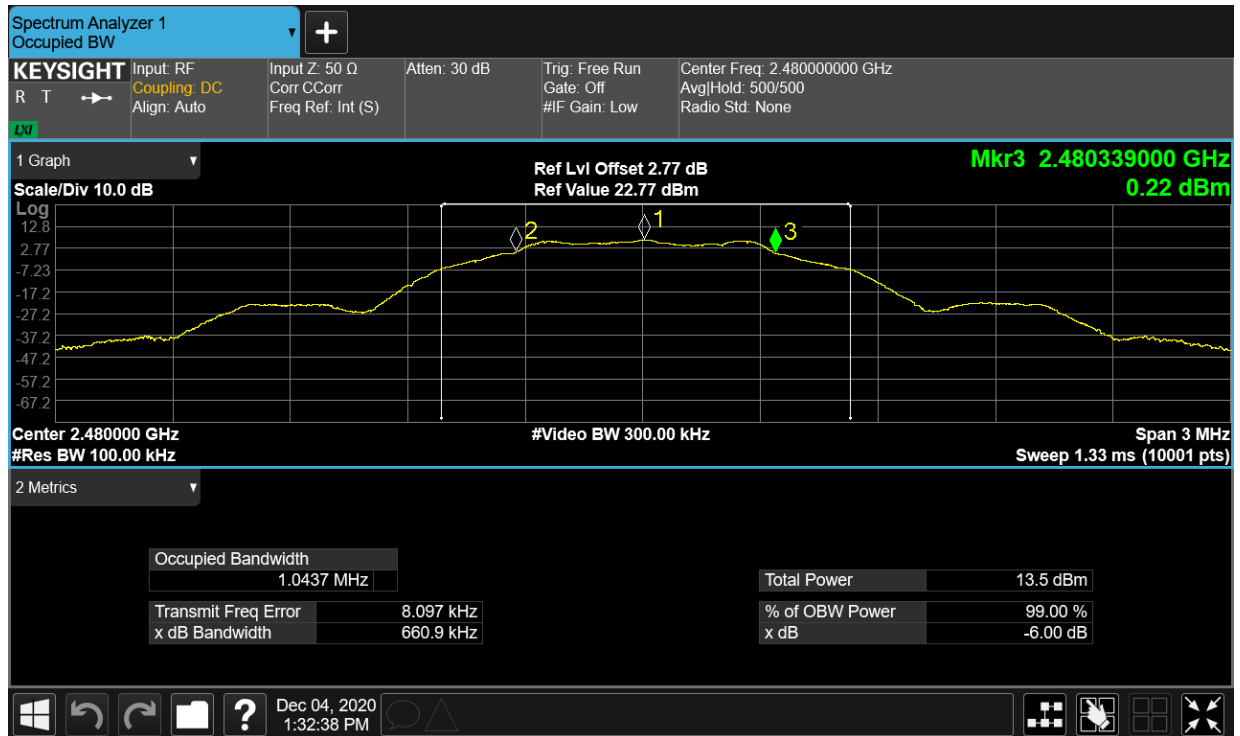 Spectrum Analyzer 1
Occupied BW
+
KEYSIGHT
R T
LXI
Input: RF
Coupling: DC
Align: Auto
Input Z: 50 Ω
Corr CCorr
Freq Ref: Int (S)
Atten: 30 dB
Trig: Free Run
Gate: Off
#IF Gain: Low
Center Freq: 2.480000000 GHz
Avg|Hold: 500/500
Radio Std: None
1 Graph
Scale/Div 10.0 dB
Ref Lvl Offset 2.77 dB
Ref Value 22.77 dBm
Mkr3 2.480339000 GHz
0.22 dBm
Log
12.8
2.77
-7.23
-17.2
-27.2
-37.2
-47.2
-57.2
-67.2
2
1
3
Center 2.480000 GHz
#Res BW 100.00 kHz
#Video BW 300.00 kHz
Span 3 MHz
Sweep 1.33 ms (10001 pts)
2 Metrics
Occupied Bandwidth
1.0437 MHz
Transmit Freq Error 8.097 kHz
x dB Bandwidth 660.9 kHz
Total Power 13.5 dBm
% of OBW Power 99.00 %
x dB -6.00 dB
?
Dec 04, 2020
1:32:38 PM